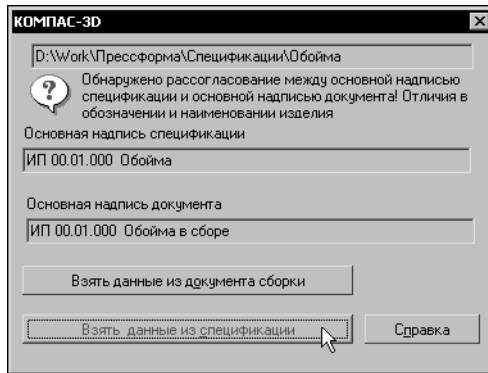 КОМПАС-3D
D:\Work\Прессформа\Спецификации\Обойма
Обнаружено рассогласование между основной надписью
спецификации и основной надписью документа! Отличия в
обозначении и наименовании изделия
Основная надпись спецификации
ИП 00.01.000 Обойма
Основная надпись документа
ИП 00.01.000 Обойма в сборе
Взять данные из документа сборки
Взять данные из спецификации
Справка